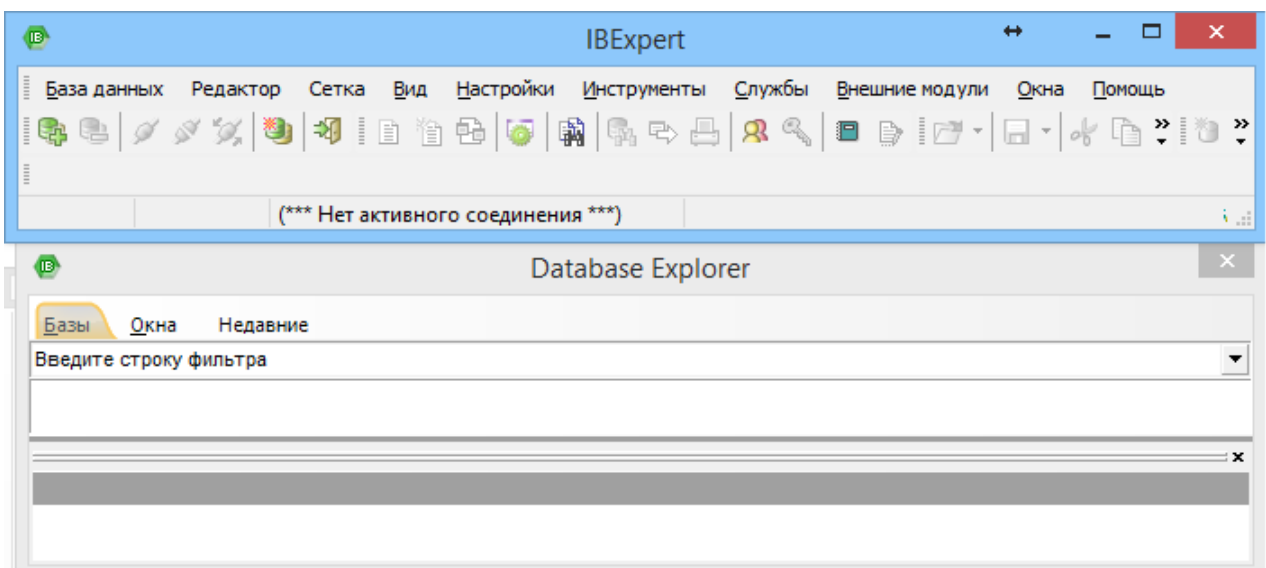 IBExpert
База данных Редактор Сетка Вид Настройки Инструменты Службы Внешние модули Окна Помощь
(*** Нет активного соединения ***)
Database Explorer
Базы Окна Недавние
Введите строку фильтра